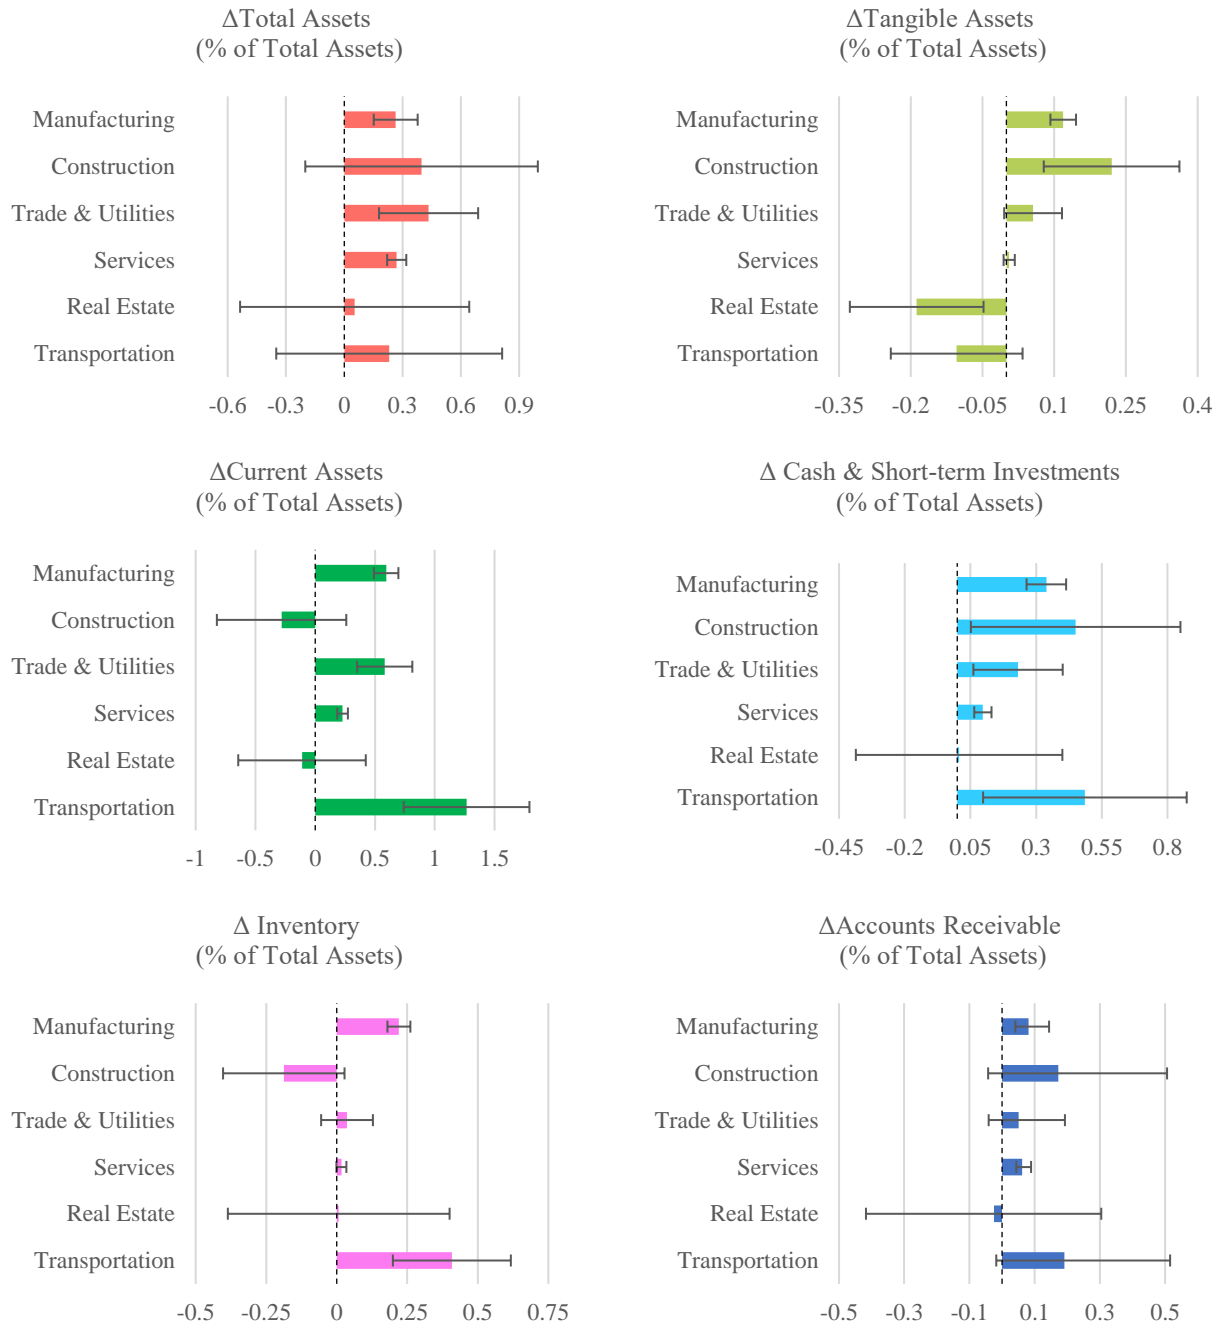 ΔTotal Assets
(% of Total Assets)
Manufacturing
Construction
Trade & Utilities
Services
Real Estate
Transportation
-0.6 -0.3 0 0.3 0.6 0.9
ΔTangible Assets
(% of Total Assets)
Manufacturing
Construction
Trade & Utilities
Services
Real Estate
Transportation
-0.35 -0.2 -0.05 0.1 0.25 0.4
ΔCurrent Assets
(% of Total Assets)
Manufacturing
Construction
Trade & Utilities
Services
Real Estate
Transportation
-1 -0.5 0 0.5 1 1.5
Δ Cash & Short-term Investments
(% of Total Assets)
Manufacturing
Construction
Trade & Utilities
Services
Real Estate
Transportation
-0.45 -0.2 0.05 0.3 0.55 0.8
Δ Inventory
(% of Total Assets)
Manufacturing
Construction
Trade & Utilities
Services
Real Estate
Transportation
-0.5 -0.25 0 0.25 0.5 0.75
ΔAccounts Receivable
(% of Total Assets)
Manufacturing
Construction
Trade & Utilities
Services
Real Estate
Transportation
-0.5 -0.3 -0.1 0.1 0.3 0.5